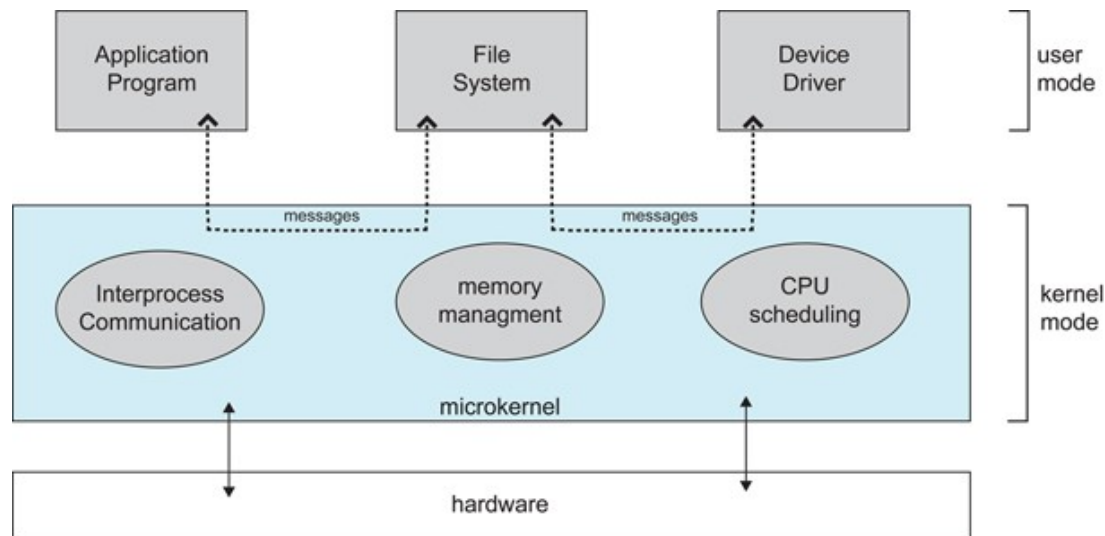 Application
Program
File
System
Device
Driver
user
mode
messages
messages
Interprocess
Communication
memory
managment
CPU
scheduling
kernel
mode
microkernel
hardware